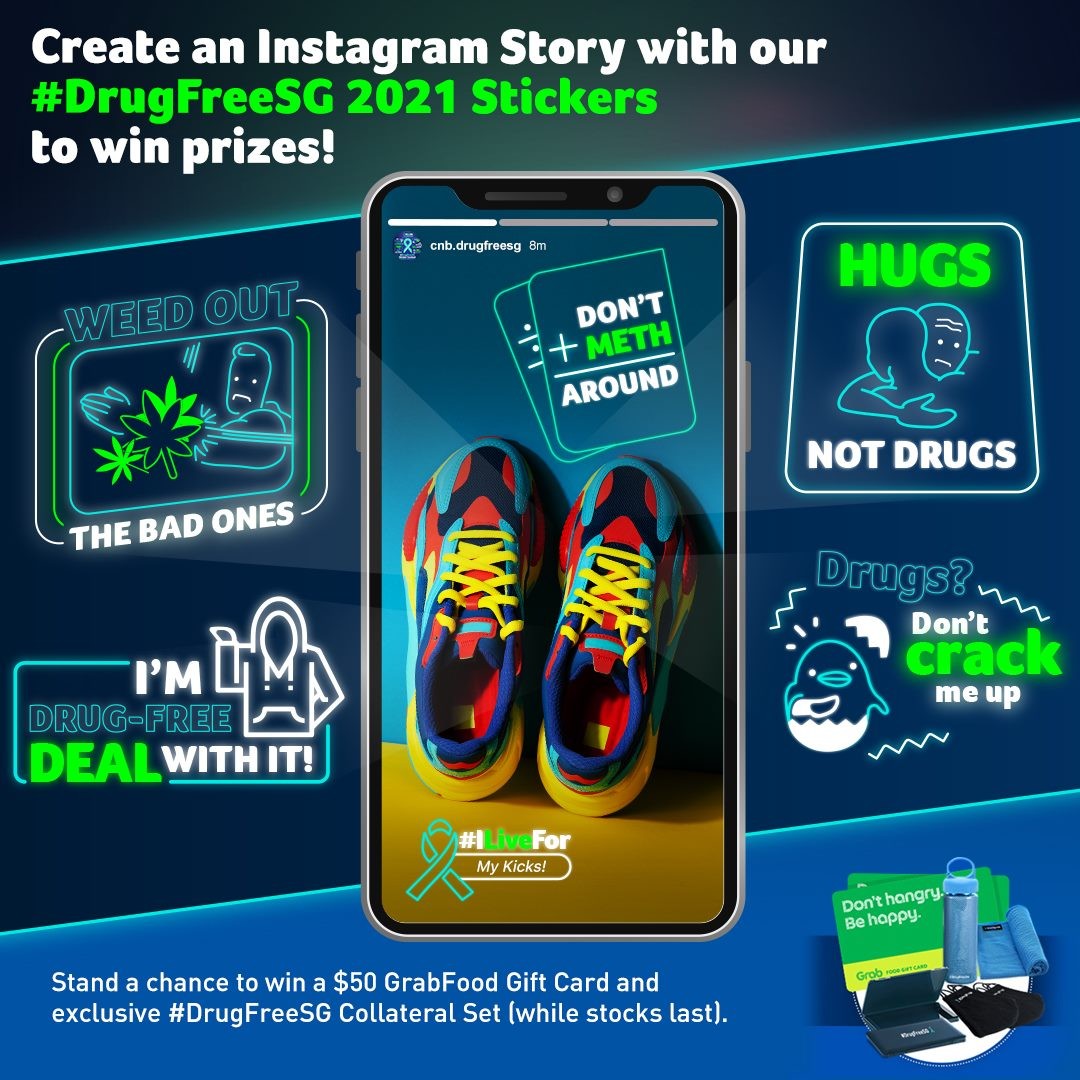 Create an Instagram Story with our
#DrugFreeSG 2021 Stickers
to win prizes!
cnb.drugfreesg 8m
DON'T
+ METH
AROUND
WEED OUT
THE BAD ONES
HUGS
NOT DRUGS
I'M
DRUG-FREE
DEAL WITH IT!
Drugs?
Don't
crack
me up
#ILiveFor
My Kicks!
Don't hangry.
Be happy.
Grab FOOD GIFT CARD
#DrugFreeSG
Stand a chance to win a $50 GrabFood Gift Card and
exclusive #DrugFreeSG Collateral Set (while stocks last).